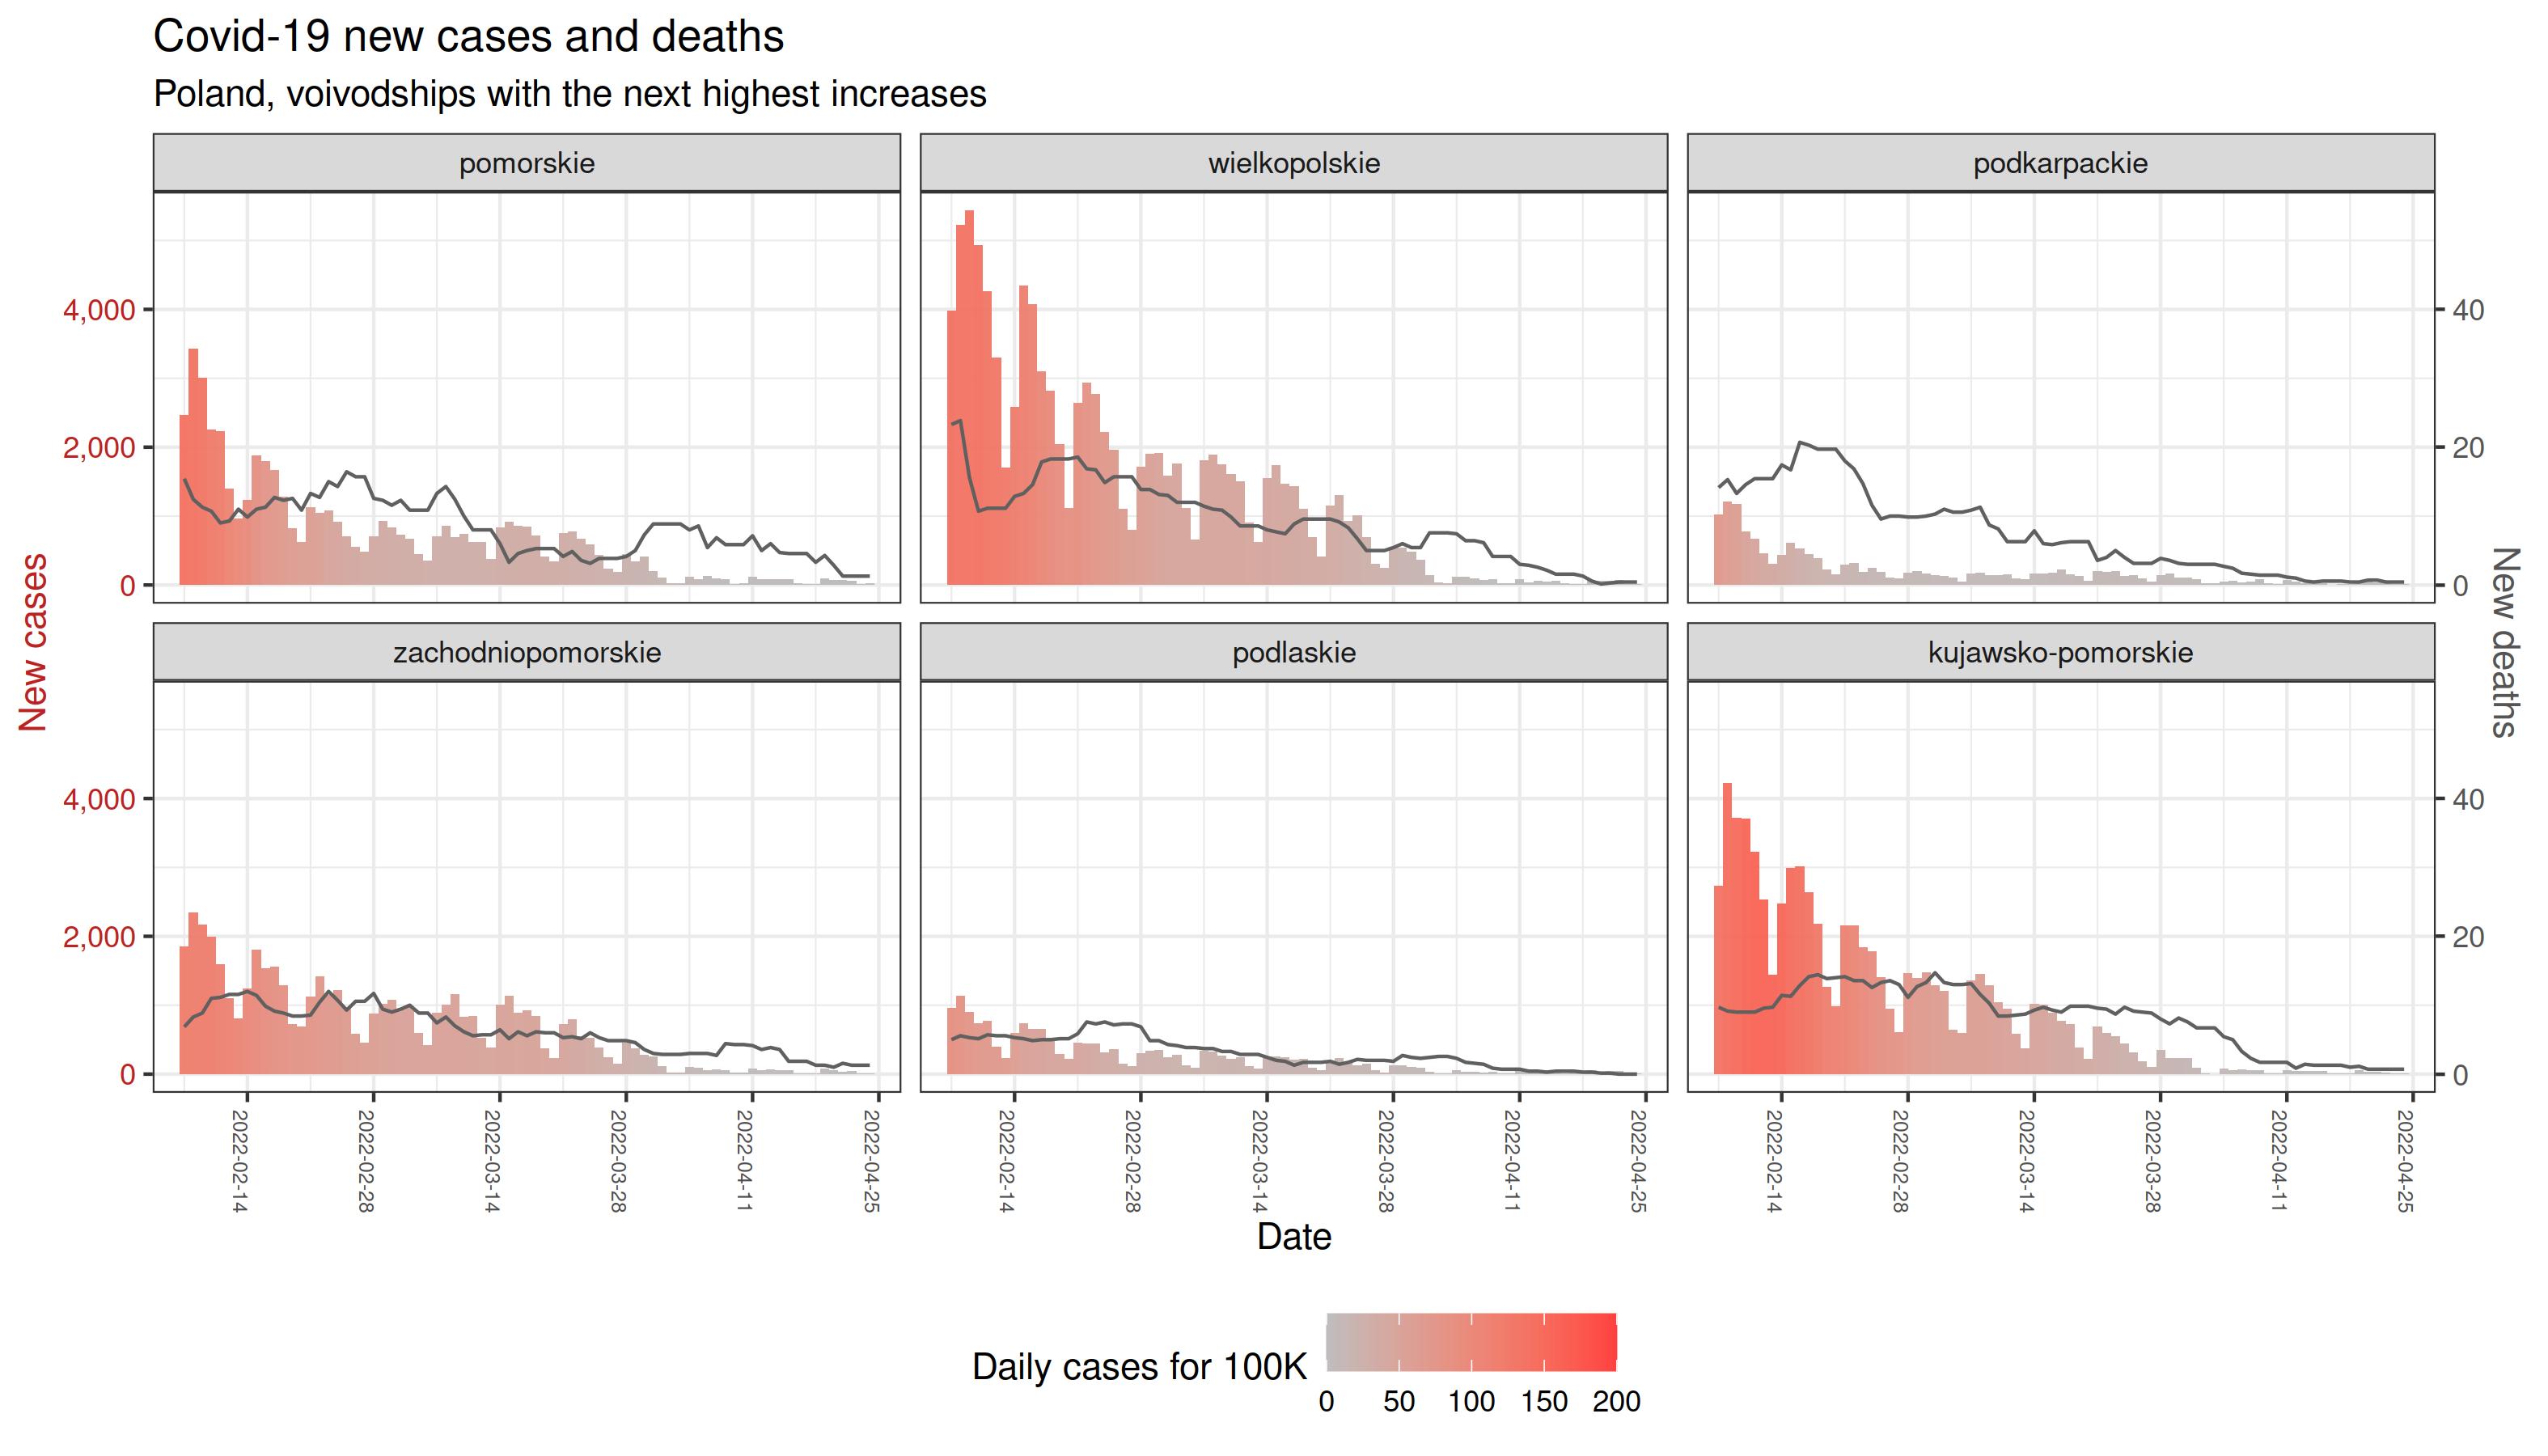 Covid-19 new cases and deaths
Poland, voivodships with the next highest increases
pomorskie
wielkopolskie
podkarpackie
4,000
2,000
0
40
20
0
New cases
New deaths
zachodniopomorskie
podlaskie
kujawsko-pomorskie
4,000
2,000
0
40
20
0
2022-02-14
2022-02-28
2022-03-14
2022-03-28
2022-04-11
2022-04-25
2022-02-14
2022-02-28
2022-03-14
2022-03-28
2022-04-11
2022-04-25
2022-02-14
2022-02-28
2022-03-14
2022-03-28
2022-04-11
2022-04-25
Date
Daily cases for 100K
0 50 100 150 200